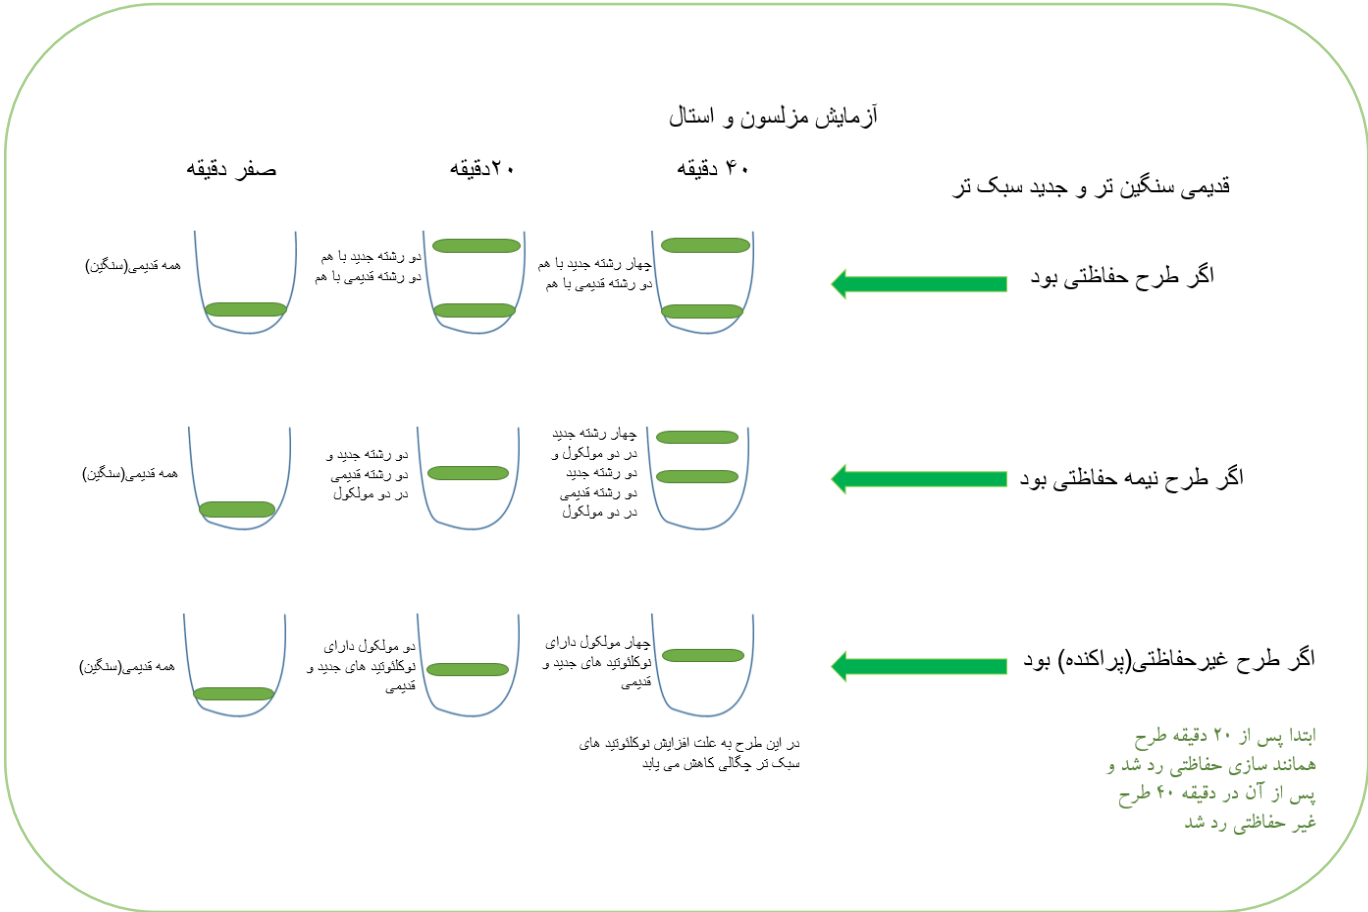 آزمایش مزلسون و استال
۴۰ دقیقه
۲۰دقیقه
صفر دقیقه
قدیمی سنگین تر و جدید سبک تر
اگر طرح حفاظتی بود
چهار رشته جدید با هم
دو رشته قدیمی با هم
دو رشته جدید با هم
دو رشته قدیمی با هم
همه قدیمی(سنگین)
اگر طرح نیمه حفاظتی بود
چهار رشته جدید
در دو مولکول و
دو رشته جدید
دو رشته قدیمی
در دو مولکول
دو رشته جدید و
دو رشته قدیمی
در دو مولکول
همه قدیمی(سنگین)
اگر طرح غیرحفاظتی(پراکنده) بود
چهار مولکول دارای
نوکلئوتید های جدید و
قدیمی
دو مولکول دارای
نوکلئوتید های جدید و
قدیمی
همه قدیمی(سنگین)
در این طرح به علت افزایش نوکلئوتید های
سبک تر چگالی کاهش می یابد
ابتدا پس از ۲۰ دقیقه طرح
همانند سازی حفاظتی رد شد و
پس از آن در دقیقه ۴۰ طرح
غیر حفاظتی رد شد